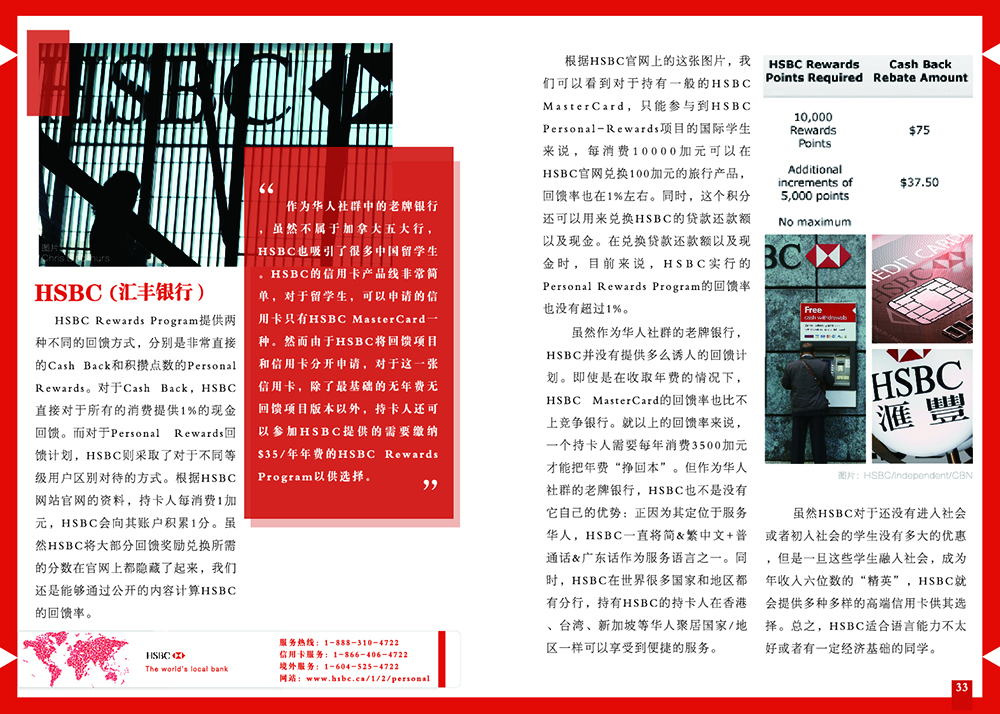 HSBC
图片：
“
作为华人社群中的老牌银行
，虽然不属于加拿大五大行，
HSBC也吸引了很多中国留学生
。HSBC的信用卡产品线非常简
单，对于留学生，可以申请的信
用卡只有HSBC MasterCard一
种。然而由于HSBC将回馈项目
和信用卡分开申请，对于这一张
信用卡，除了最基础的无年费无
回馈项目版本以外，持卡人还可
以参加HSBC提供的需要缴纳
$35/年年费的HSBC Rewards
Program以供选择。
”
HSBC（汇丰银行）
HSBC Rewards Program提供两
种不同的回馈方式，分别是非常直接
的Cash Back和积攒点数的Personal
Rewards。对于Cash Back，HSBC
直接对于所有的消费提供1%的现金
回馈。而对于Personal Rewards回
馈计划，HSBC则采取了对于不同等
级用户区别对待的方式。根据HSBC
网站官网的资料，持卡人每消费1加
元，HSBC会向其账户积累1分。虽
然HSBC将大部分回馈奖励兑换所需
的分数在官网上都隐藏了起来，我们
还是能够通过公开的内容计算HSBC
的回馈率。
HSBC
The world's local bank
服务热线：1-888-310-4722
信用卡服务：1-866-406-4722
境外服务：1-604-525-4722
网站：www.hsbc.ca/1/2/personal
根据HSBC官网上的这张图片，我
们可以看到对于持有一般的HSBC
MasterCard，只能参与到HSBC
Personal-Rewards项目的国际学生
来说，每消费10000加元可以在
HSBC官网兑换100加元的旅行产品，
回馈率也在1%左右。同时，这个积分
还可以用来兑换HSBC的贷款还款额
以及现金。在兑换贷款还款额以及现
金时，目前来说，HSBC实行的
Personal Rewards Program的回馈率
也没有超过1%。
虽然作为华人社群的老牌银行，
HSBC并没有提供多么诱人的回馈计
划。即使是在收取年费的情况下，
HSBC MasterCard的回馈率也比不
上竞争银行。就以上的回馈率来说，
一个持卡人需要每年消费3500加元
才能把年费“挣回本”。但作为华人
社群的老牌银行，HSBC也不是没有
它自己的优势：正因为其定位于服务
华人，HSBC一直将简&繁中文+普
通话&广东话作为服务语言之一。同
时，HSBC在世界很多国家和地区都
有分行，持有HSBC的持卡人在香港
、台湾、新加坡等华人聚居国家/地
区一样可以享受到便捷的服务。
HSBC Rewards Points Required
Cash Back Rebate Amount
10,000 Rewards Points
$75
Additional increments of 5,000 points
$37.50
No maximum
BC
Free
cash withdrawals
EDIT CARD
HSBC
HSBC
滙豐
图片：HSBC/Independent/CBN
虽然HSBC对于还没有进入社会
或者初入社会的学生没有多大的优惠
，但是一旦这些学生融入社会，成为
年收入六位数的“精英”，HSBC就
会提供多种多样的高端信用卡供其选
择。总之，HSBC适合语言能力不太
好或者有一定经济基础的同学。
33